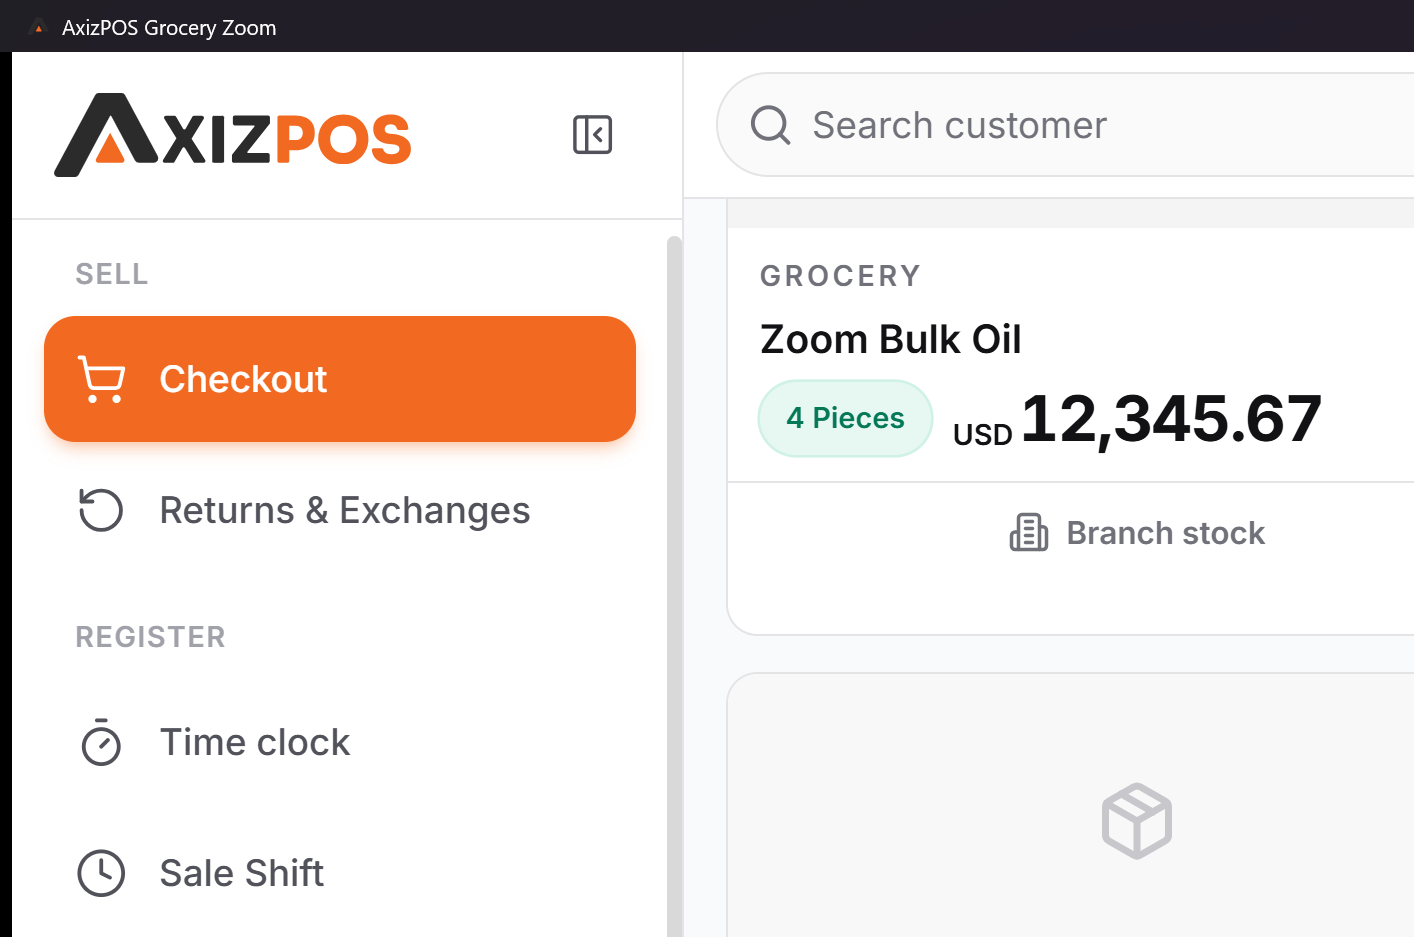 AxizPOS Grocery Zoom
AXIZPOS
Search customer
SELL
Checkout
Returns & Exchanges
REGISTER
Time clock
Sale Shift
GROCERY
Zoom Bulk Oil
4 Pieces
USD 12,345.67
Branch stock